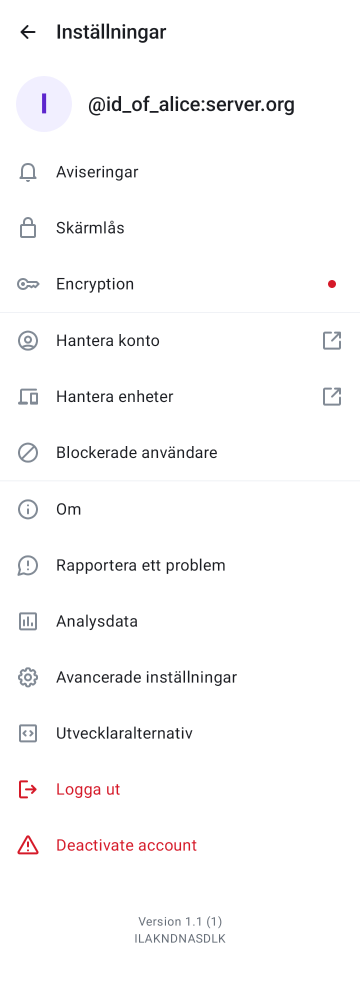 Inställningar
I
@id_of_alice:server.org
Aviseringar
Skärmlås
Encryption
Hantera konto
Hantera enheter
Blockerade användare
Om
Rapportera ett problem
Analysdata
Avancerade inställningar
Utvecklaralternativ
Logga ut
Deactivate account
Version 1.1 (1)
ILAKNDNASDLK